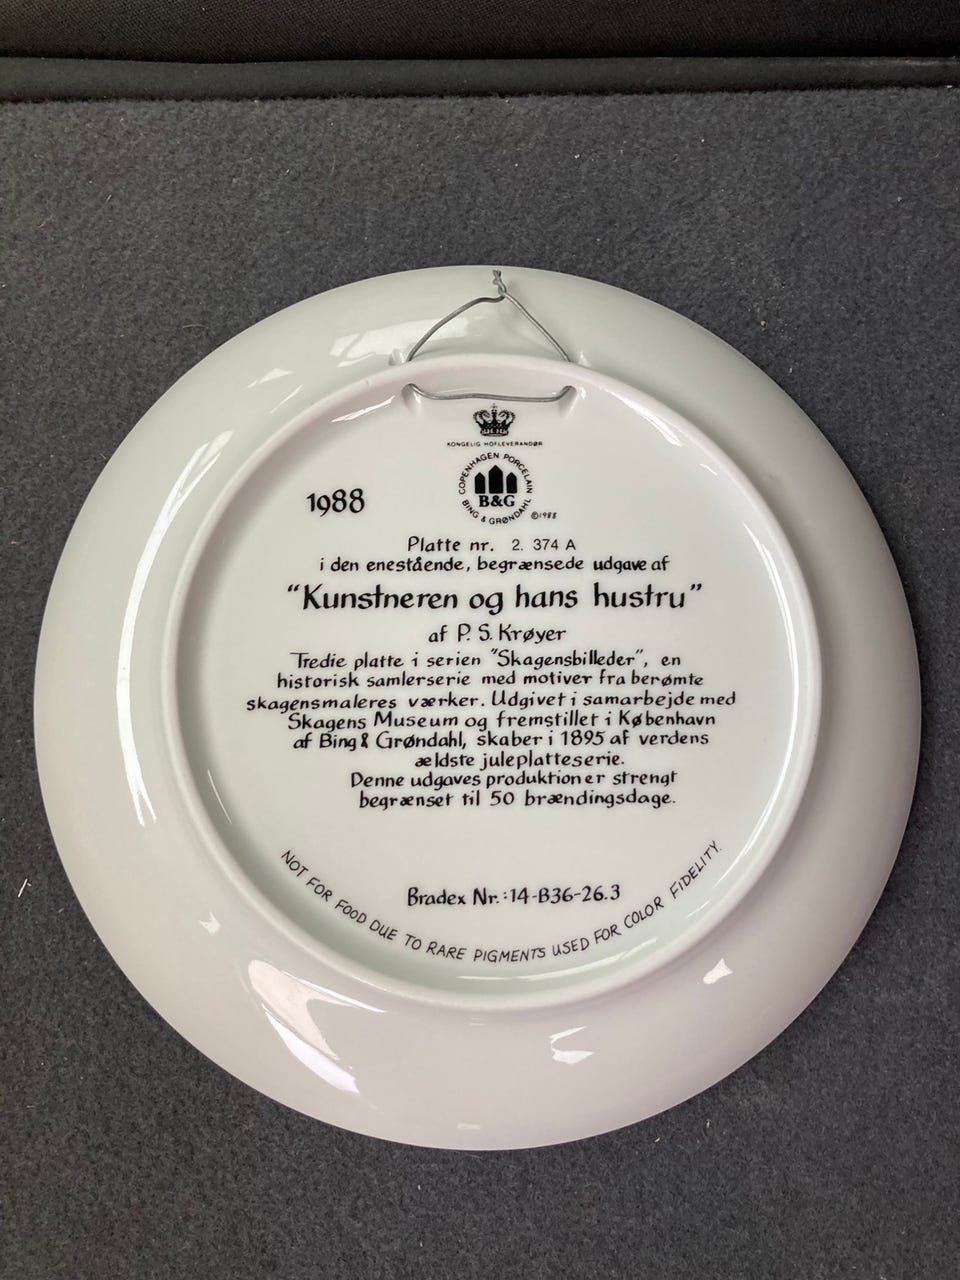 KONGELIG HOFLEVERANDØR
COPENHAGEN PORCELAIN
B&G
BING & GRØNDAHL
©1988
1988
Platte nr. 2. 374 A
i den enestående, begrænsede udgave af
"Kunstneren og hans hustru"
af P. S. Krøyer
Tredie platte i serien "Skagensbilleder", en
historisk samlerserie med motiver fra berømte
skagensmaleres værker. Udgivet i samarbejde med
Skagens Museum og fremstillet i København
af Bing & Grøndahl, skaber i 1895 af verdens
ældste juleplatteserie.
Denne udgaves produktion er strengt
begrænset til 50 brændingsdage.
Bradex Nr.: 14-B36-26.3
NOT FOR FOOD DUE TO RARE PIGMENTS USED FOR COLOR FIDELITY.